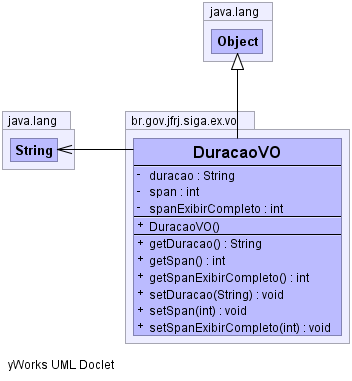 java.lang
Object
java.lang
String
br.gov.jfrj.siga.ex.vo
DuracaoVO
- duracao : String
- span : int
- spanExibirCompleto : int
+ DuracaoVO()
+ getDuracao() : String
+ getSpan() : int
+ getSpanExibirCompleto() : int
+ setDuracao(String) : void
+ setSpan(int) : void
+ setSpanExibirCompleto(int) : void
yWorks UML Doclet